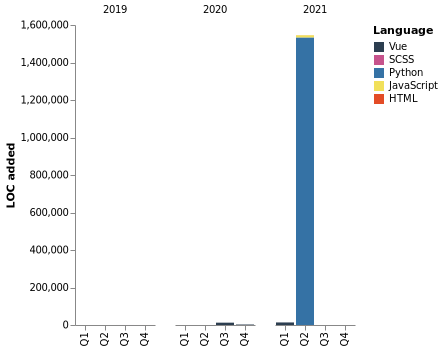 2019 2020 2021
Language
Vue
SCSS
Python
JavaScript
HTML
LOC added
1,600,000
1,400,000
1,200,000
1,000,000
800,000
600,000
400,000
200,000
0
Q1 Q2 Q3 Q4 Q1 Q2 Q3 Q4 Q1 Q2 Q3 Q4